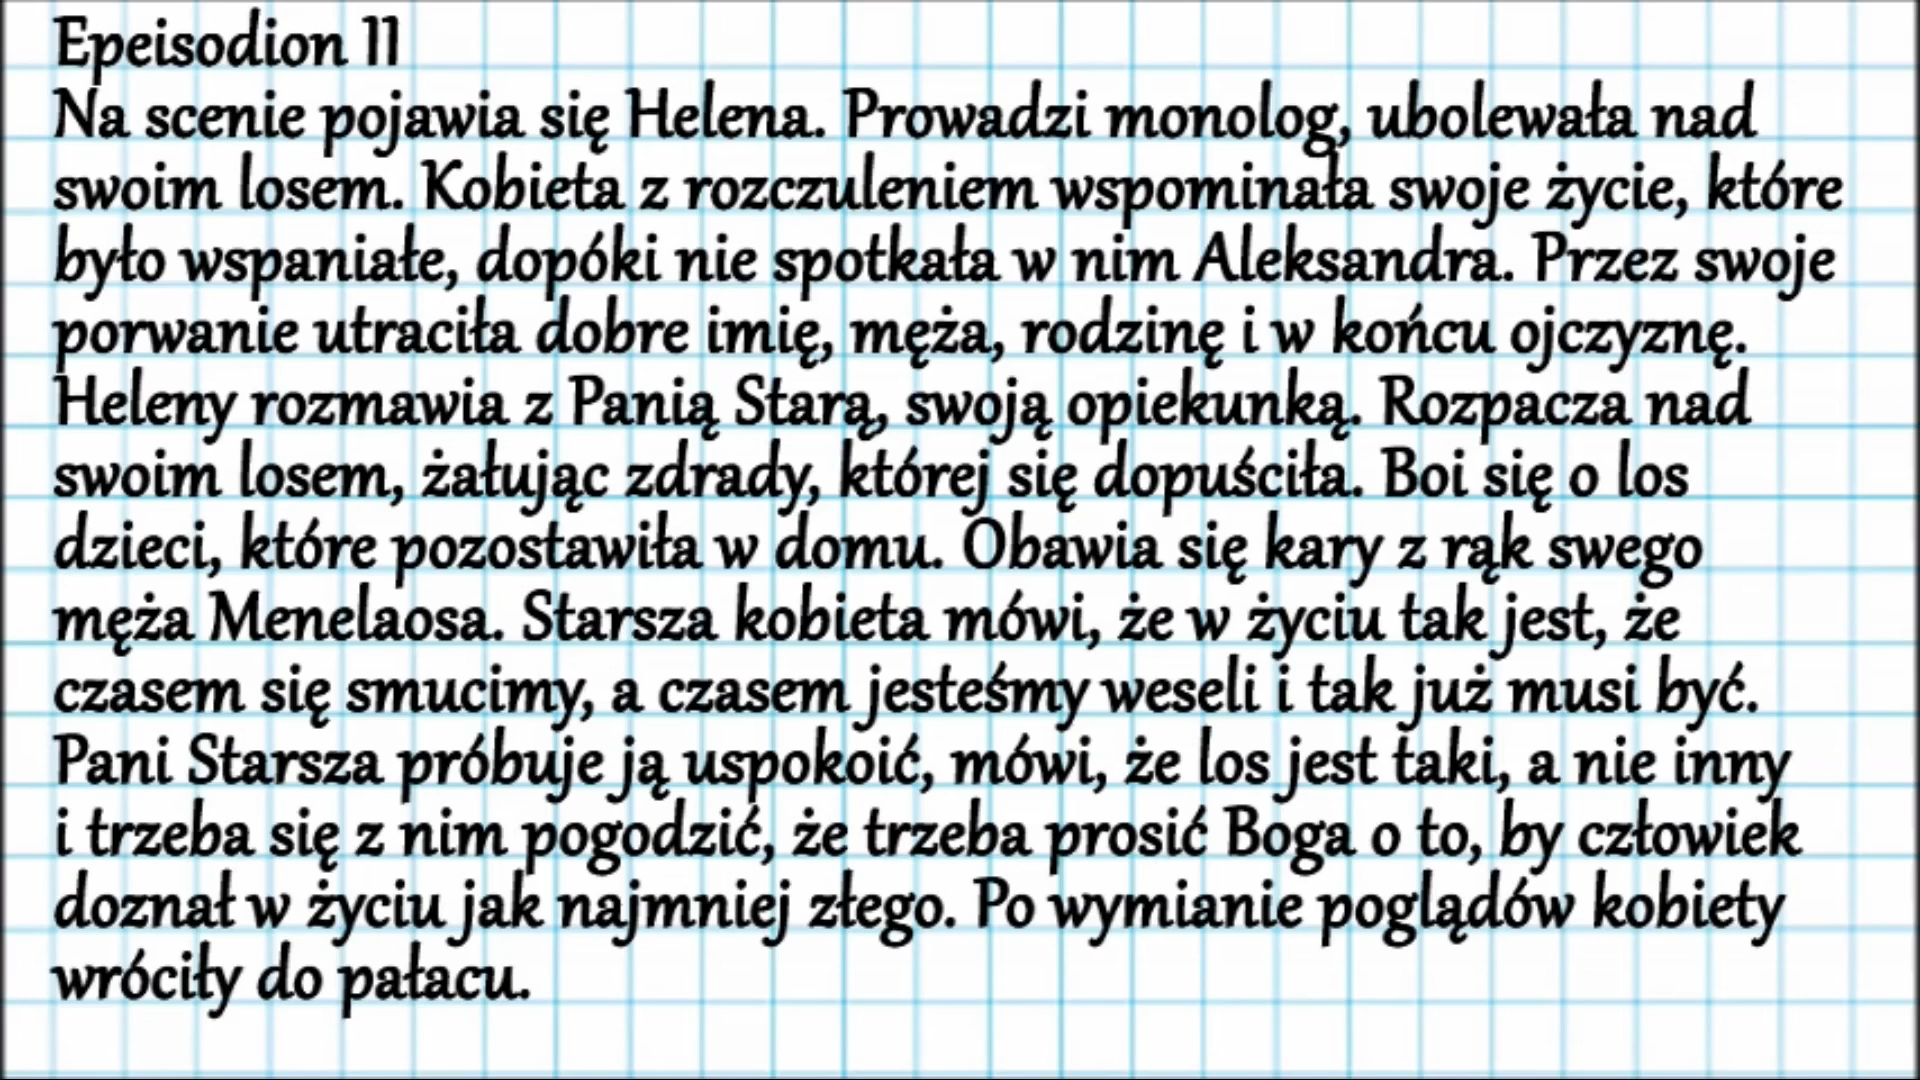 Epeisodion II
Na scenie pojawia się Helena. Prowadzi monolog, ubolewała nad
swoim losem. Kobieta z rozczuleniem wspominała swoje życie, które
było wspaniałe, dopóki nie spotkała w nim Aleksandra. Przez swoje
porwanie utraciła dobre imię, męża, rodzinę i w końcu ojczyznę.
Heleny rozmawia z Panią Starą, swoją opiekunką. Rozpacza nad
swoim losem, żałując zdrady, której się dopuściła. Boi się o los
dzieci, które pozostawiła w domu. Obawia się kary z rąk swego
męża Menelaosa. Starsza kobieta mówi, że w życiu tak jest, że
czasem się smucimy, a czasem jesteśmy weseli i tak już musi być.
Pani Starsza próbuje ją uspokoić, mówi, że los jest taki, a nie inny
i trzeba się z nim pogodzić, że trzeba prosić Boga o to, by człowiek
doznał w życiu jak najmniej złego. Po wymianie poglądów kobiety
wróciły do pałacu.